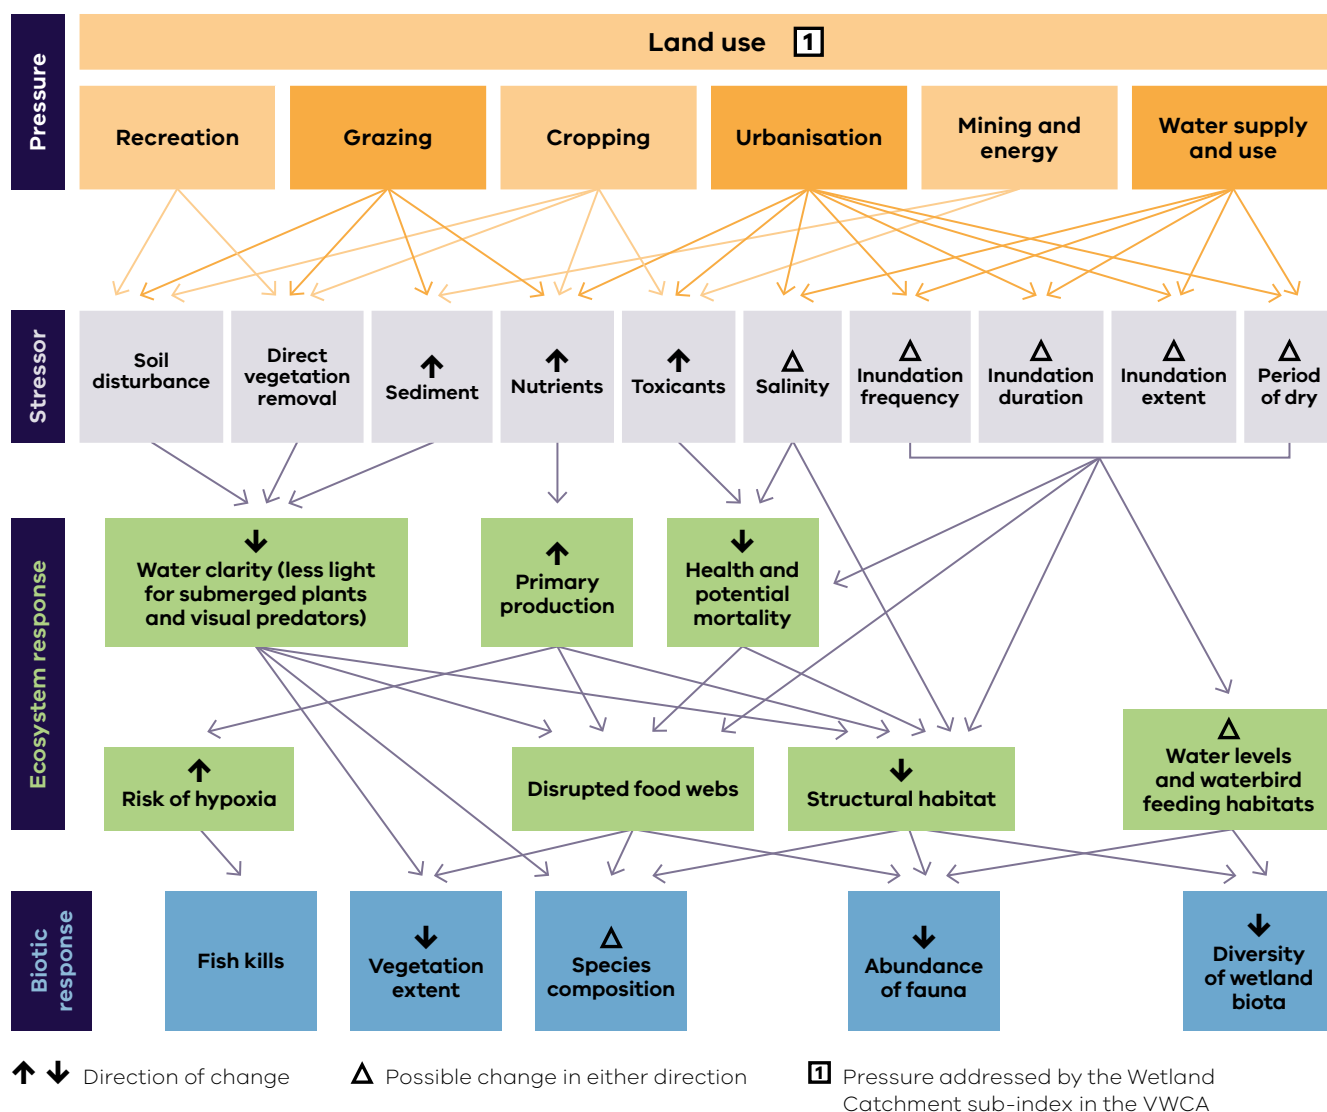 Pressure
Land use 1
Recreation
Grazing
Cropping
Urbanisation
Mining and
energy
Water supply
and use
Stressor
Soil
disturbance
Direct
vegetation
removal
Sediment
Nutrients
Toxicants
Δ
Salinity
Δ
Inundation
frequency
Δ
Inundation
duration
Δ
Inundation
extent
Δ
Period
of dry
Ecosystem response
Water clarity (less light
for submerged plants
and visual predators)
Primary
production
Health and
potential
mortality
Risk of hypoxia
Disrupted food webs
Structural habitat
Δ
Water levels
and waterbird
feeding habitats
Biotic
response
Fish kills
Vegetation
extent
Δ
Species
composition
Abundance
of fauna
Diversity
of wetland
biota
Direction of change
Δ Possible change in either direction
1 Pressure addressed by the Wetland
Catchment sub-index in the VWCA